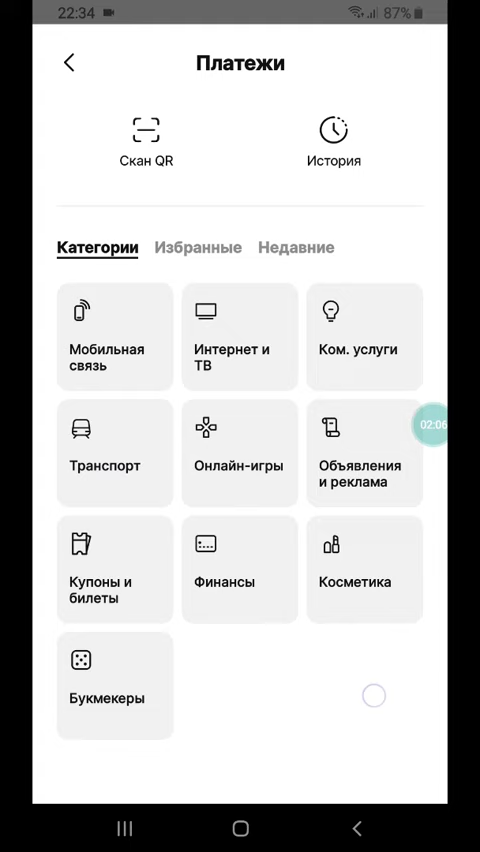 22:34
87%
Платежи
Скан QR
История
Категории
Избранные
Недавние
Мобильная
связь
Интернет и
ТВ
Ком. услуги
Транспорт
Онлайн-игры
Объявления
и реклама
02:06
Купоны и
билеты
Финансы
Косметика
Букмекеры